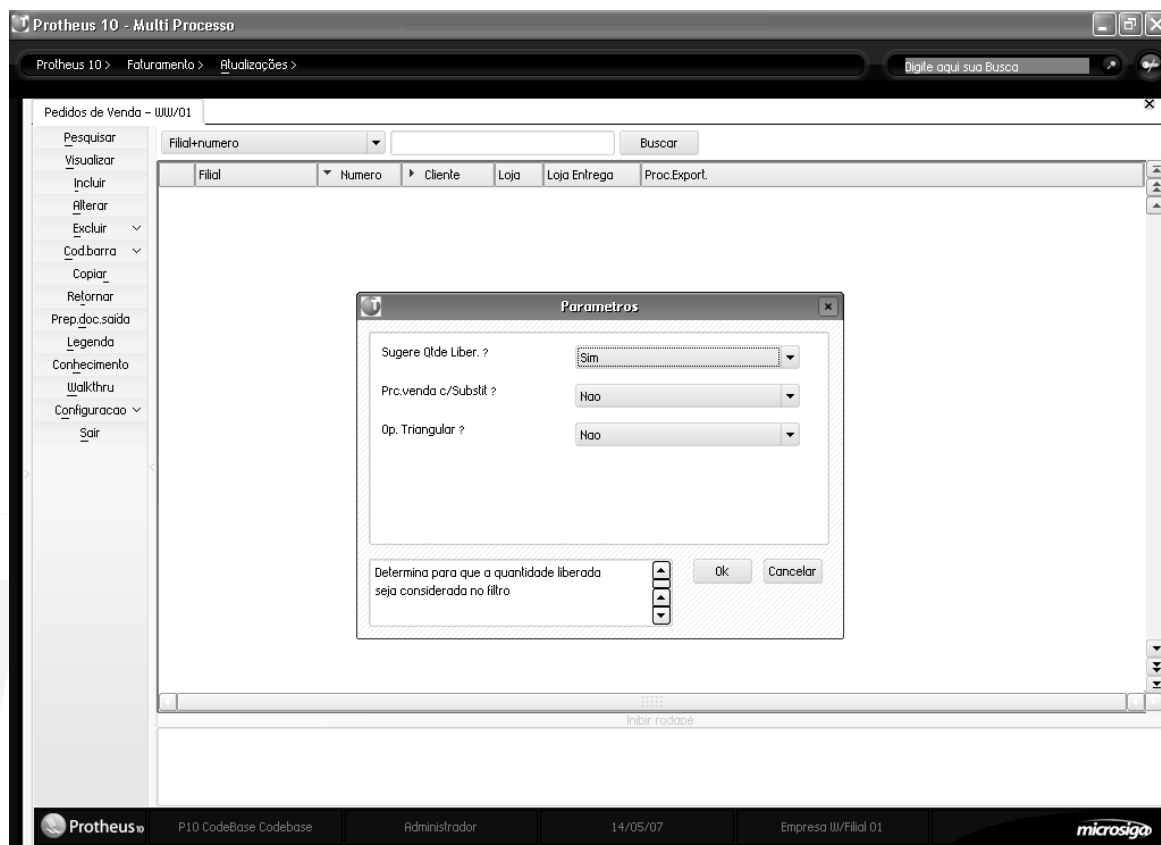 Protheus 10 - Multi Processo
Protheus 10 > Faturamento > Atualizações >
Digite aqui sua Busca
Pedidos de Venda – WW/01
Pesquisar
Visualizar
Incluir
Alterar
Excluir
Cod.barra
Copiar
Retornar
Prep.doc.saída
Legenda
Conhecimento
Walkthru
Configuracao
Sair
Filial+numero
Buscar
Filial Numero Cliente Loja Loja Entrega Proc.Export.
Parametros
Sugere Qtde Liber. ? Sim
Prc.venda c/Substit ? Nao
Op. Triangular ? Nao
Determina para que a quantidade liberada
seja considerada no filtro
Ok Cancelar
Inibir rodapé
Protheus10 P10 CodeBase Codebase Administrador 14/05/07 Empresa W/Filial 01 microsiga